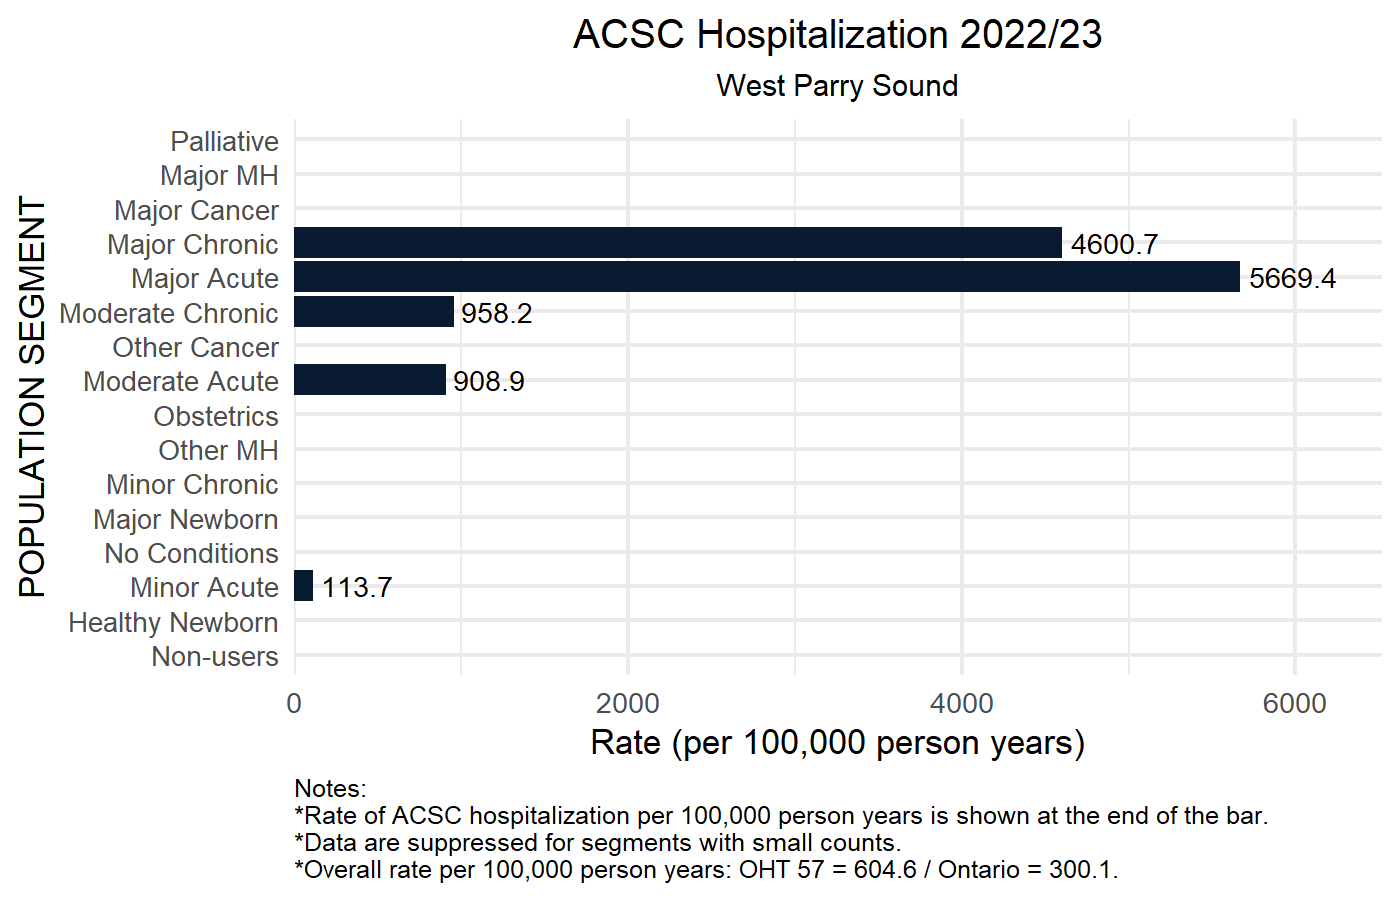 ACSC Hospitalization 2022/23
West Parry Sound
POPULATION SEGMENT
Palliative
Major MH
Major Cancer
Major Chronic 4600.7
Major Acute 5669.4
Moderate Chronic 958.2
Other Cancer
Moderate Acute 908.9
Obstetrics
Other MH
Minor Chronic
Major Newborn
No Conditions
Minor Acute 113.7
Healthy Newborn
Non-users
0 2000 4000 6000
Rate (per 100,000 person years)
Notes:
*Rate of ACSC hospitalization per 100,000 person years is shown at the end of the bar.
*Data are suppressed for segments with small counts.
*Overall rate per 100,000 person years: OHT 57 = 604.6 / Ontario = 300.1.